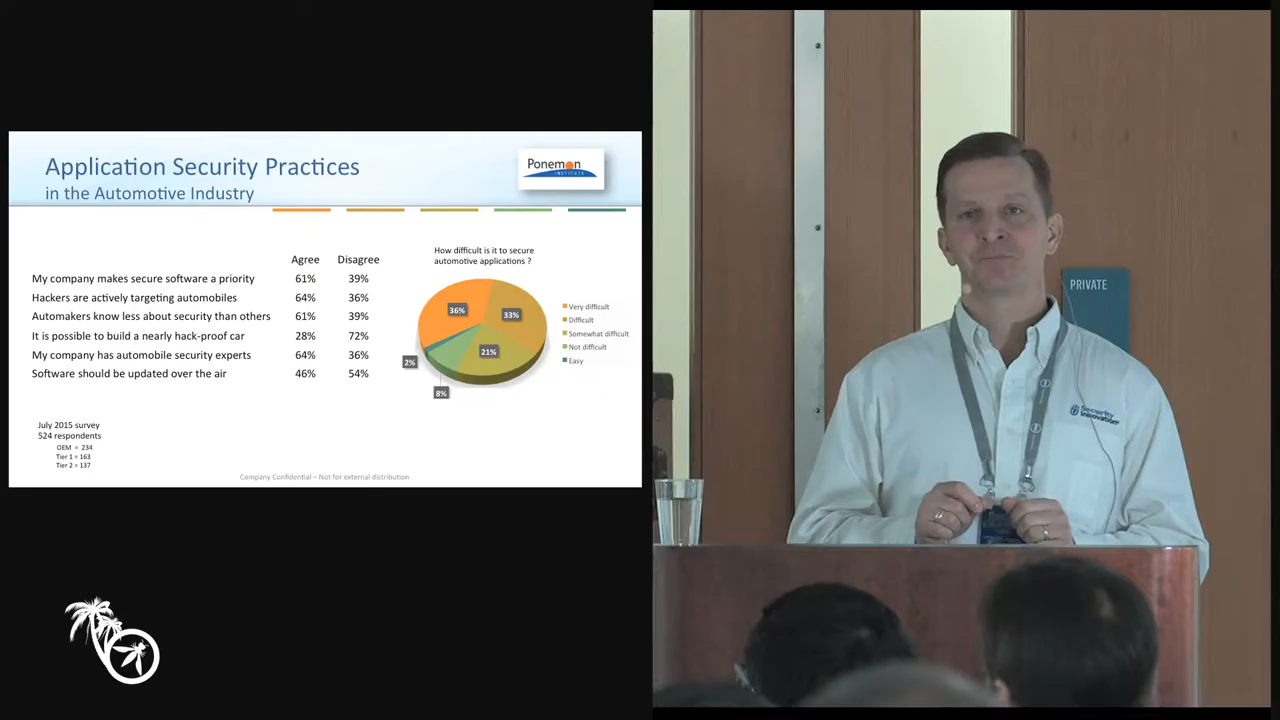 Application Security Practices
in the Automotive Industry
Ponemon
INSTITUTE
Agree Disagree
My company makes secure software a priority 61% 39%
Hackers are actively targeting automobiles 64% 36%
Automakers know less about security than others 61% 39%
It is possible to build a nearly hack-proof car 28% 72%
My company has automobile security experts 64% 36%
Software should be updated over the air 46% 54%
How difficult is it to secure
automotive applications ?
36%
33%
21%
2%
8%
Very difficult
Difficult
Somewhat difficult
Not difficult
Easy
July 2015 survey
524 respondents
OEM = 234
Tier 1 = 163
Tier 2 = 137
Company Confidential – Not for external distribution
PRIVATE
Security
Innovation